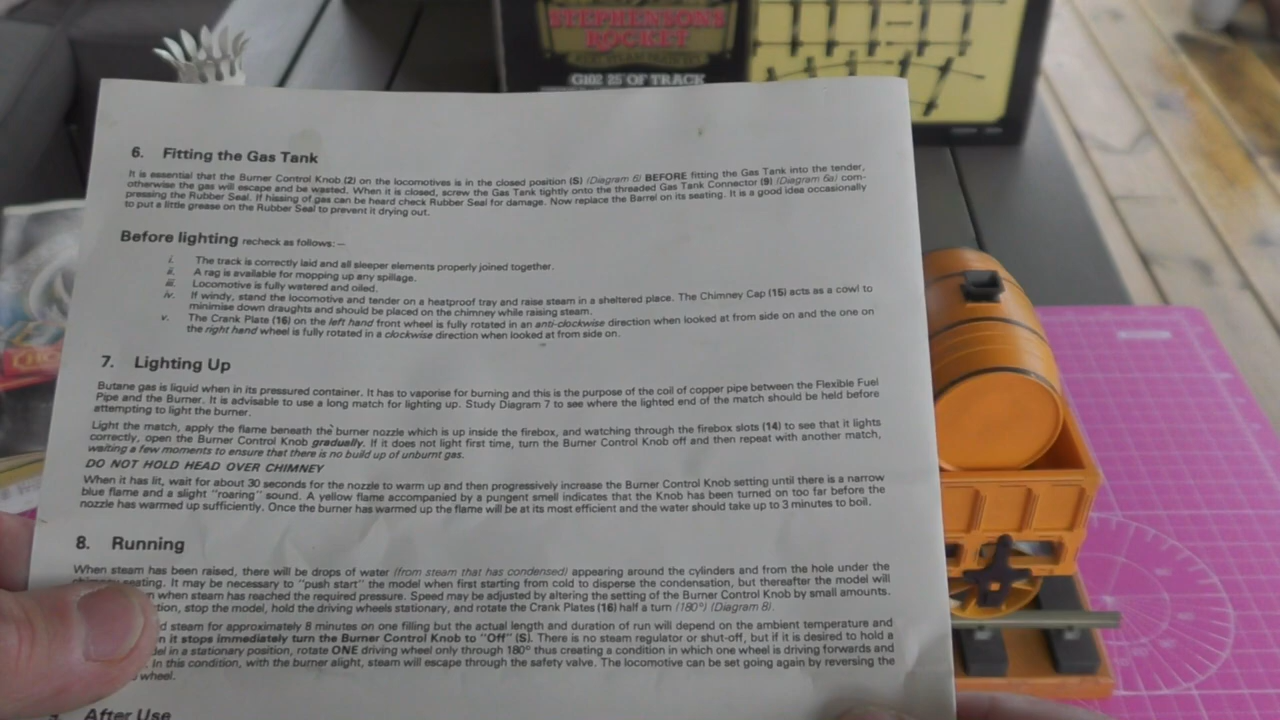 STEPHENSON'S
ROCKET
G102 25' OF TRACK
6. Fitting the Gas Tank
It is essential that the Burner Control Knob (2) on the locomotives is in the closed position (S) (Diagram 6) BEFORE fitting the Gas Tank into the tender,
otherwise the gas will escape and be wasted. When it is closed, screw the Gas Tank tightly onto the threaded Gas Tank Connector (9) (Diagram 6a) com-
pressing the Rubber Seal. If hissing of gas can be heard check Rubber Seal for damage. Now replace the Barrel on its seating. It is a good idea occasionally
to put a little grease on the Rubber Seal to prevent it drying out.
Before lighting recheck as follows:—
i. The track is correctly laid and all sleeper elements properly joined together.
ii. A rag is available for mopping up any spillage.
iii. Locomotive is fully watered and oiled.
iv. If windy, stand the locomotive and tender on a heatproof tray and raise steam in a sheltered place. The Chimney Cap (15) acts as a cowl to
minimise down draughts and should be placed on the chimney while raising steam.
v. The Crank Plate (16) on the left hand front wheel is fully rotated in an anti-clockwise direction when looked at from side on and the one on
the right hand wheel is fully rotated in a clockwise direction when looked at from side on.
7. Lighting Up
Butane gas is liquid when in its pressured container. It has to vaporise for burning and this is the purpose of the coil of copper pipe between the Flexible Fuel
Pipe and the Burner. It is advisable to use a long match for lighting up. Study Diagram 7 to see where the lighted end of the match should be held before
attempting to light the burner.
Light the match, apply the flame beneath the burner nozzle which is up inside the firebox, and watching through the firebox slots (14) to see that it lights
correctly, open the Burner Control Knob gradually. If it does not light first time, turn the Burner Control Knob off and then repeat with another match,
waiting a few moments to ensure that there is no build up of unburnt gas.
DO NOT HOLD HEAD OVER CHIMNEY
When it has lit, wait for about 30 seconds for the nozzle to warm up and then progressively increase the Burner Control Knob setting until there is a narrow
blue flame and a slight "roaring" sound. A yellow flame accompanied by a pungent smell indicates that the Knob has been turned on too far before the
nozzle has warmed up sufficiently. Once the burner has warmed up the flame will be at its most efficient and the water should take up to 3 minutes to boil.
8. Running
When steam has been raised, there will be drops of water (from steam that has condensed) appearing around the cylinders and from the hole under the
chimney seating. It may be necessary to "push start" the model when first starting from cold to disperse the condensation, but thereafter the model will
when steam has reached the required pressure. Speed may be adjusted by altering the setting of the Burner Control Knob by small amounts.
stop the model, hold the driving wheels stationary, and rotate the Crank Plates (16) half a turn (180°) (Diagram 8).
steam for approximately 8 minutes on one filling but the actual length and duration of run will depend on the ambient temperature and
it stops immediately turn the Burner Control Knob to "Off" (S). There is no steam regulator or shut-off, but if it is desired to hold a
in a stationary position, rotate ONE driving wheel only through 180° thus creating a condition in which one wheel is driving forwards and
In this condition, with the burner alight, steam will escape through the safety valve. The locomotive can be set going again by reversing the
wheel.
After Use